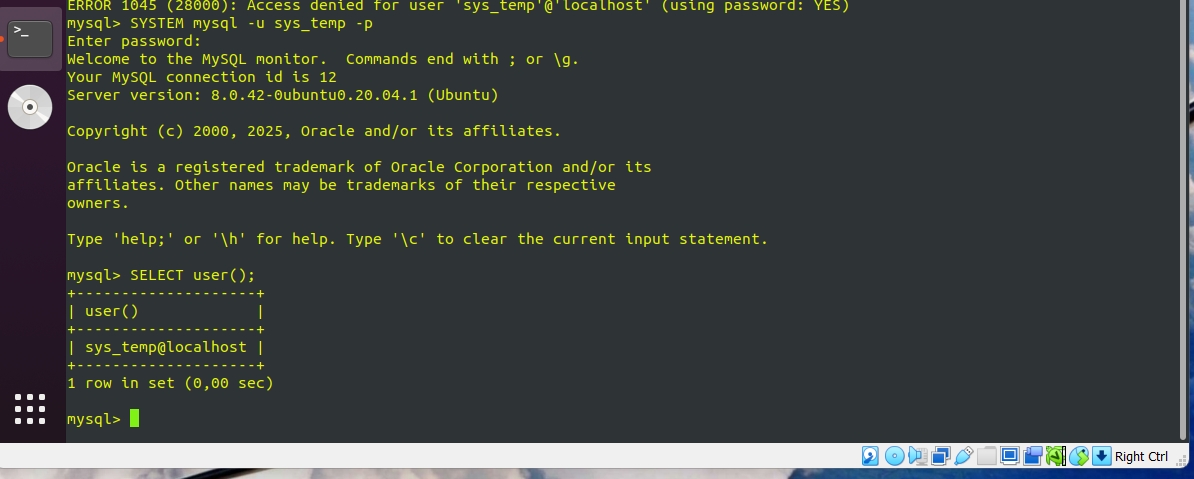 ERROR 1045 (28000): Access denied for user 'sys_temp'@'localhost' (using password: YES)
mysql> SYSTEM mysql -u sys_temp -p
Enter password:
Welcome to the MySQL monitor.  Commands end with ; or \g.
Your MySQL connection id is 12
Server version: 8.0.42-0ubuntu0.20.04.1 (Ubuntu)
Copyright (c) 2000, 2025, Oracle and/or its affiliates.
Oracle is a registered trademark of Oracle Corporation and/or its
affiliates. Other names may be trademarks of their respective
owners.
Type 'help;' or '\h' for help. Type '\c' to clear the current input statement.
mysql> SELECT user();
+--------------------+
| user()             |
+--------------------+
| sys_temp@localhost |
+--------------------+
1 row in set (0,00 sec)
mysql>
Right Ctrl